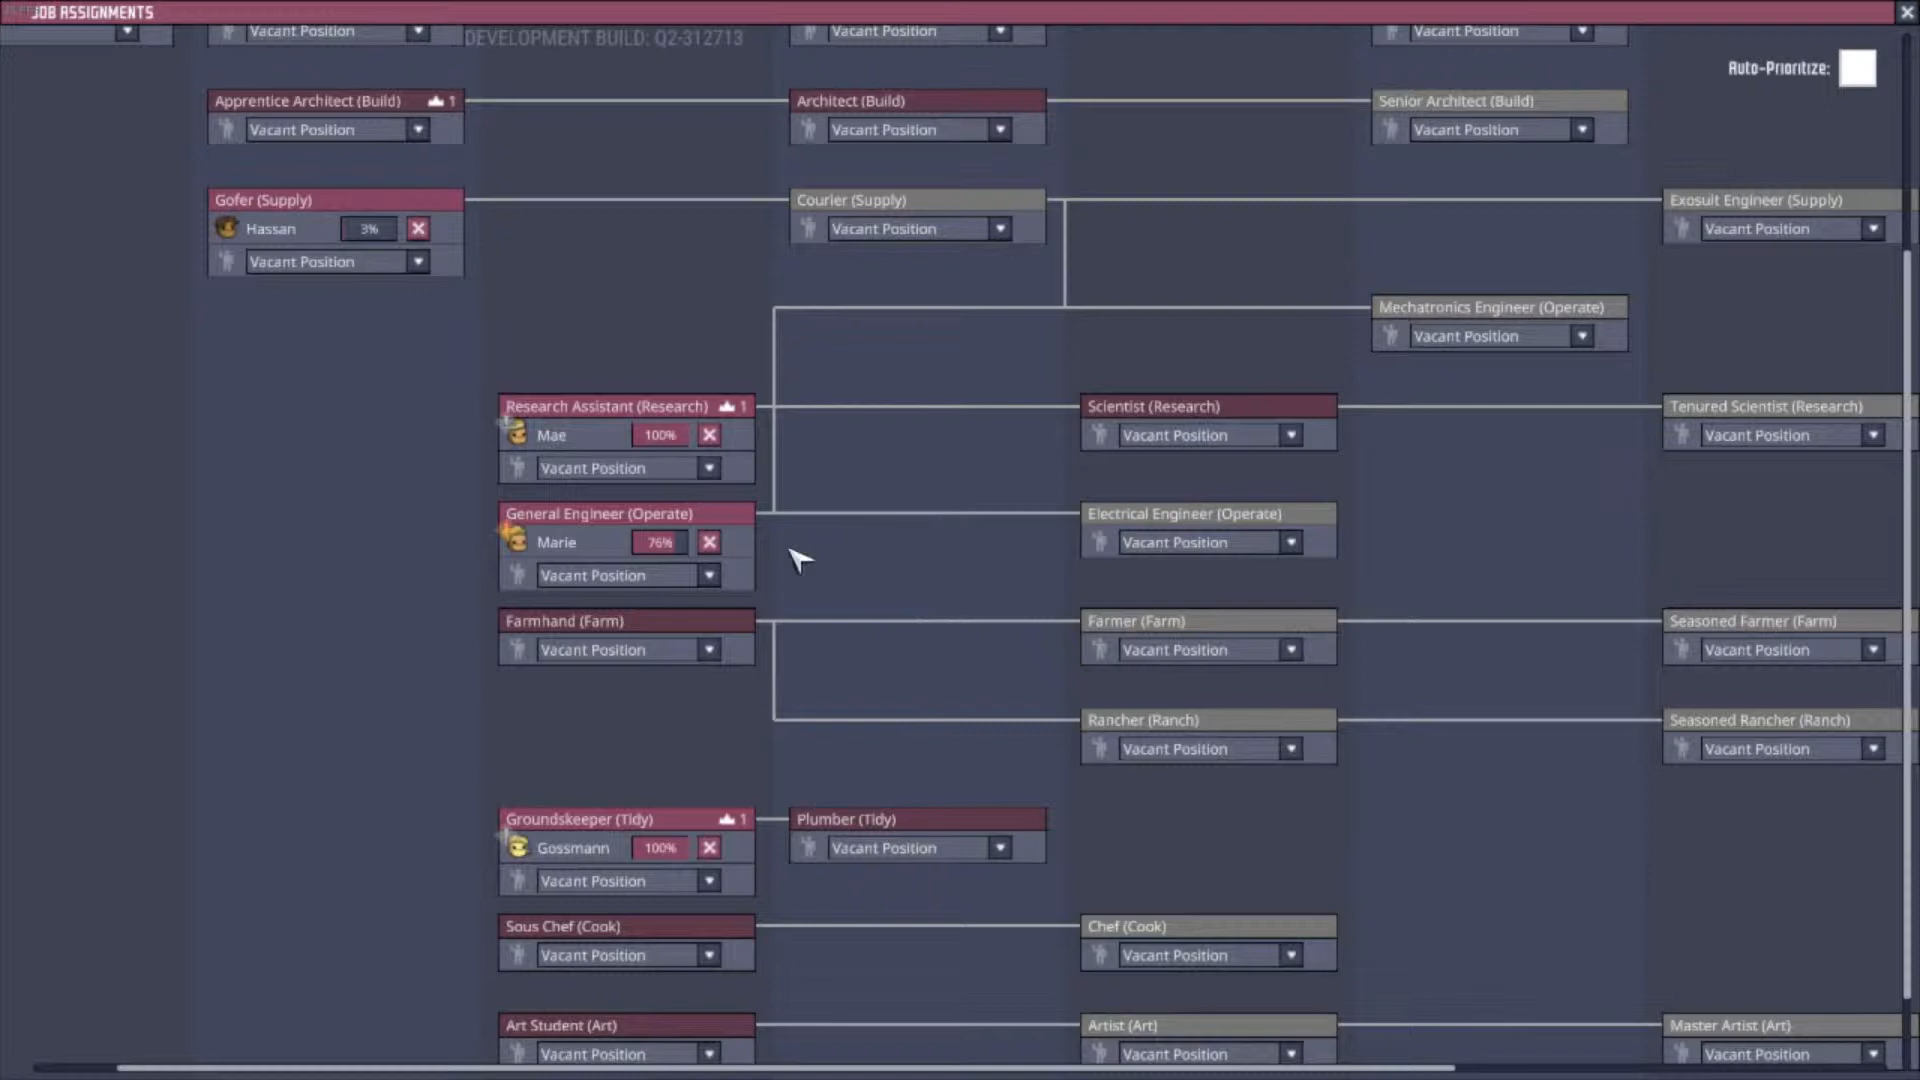 JOB ASSIGNMENTS
Vacant Position
Vacant Position
Vacant Position
DEVELOPMENT BUILD: Q2-312713
Auto-Prioritize:
Apprentice Architect (Build) 1
Vacant Position
Architect (Build)
Vacant Position
Senior Architect (Build)
Vacant Position
Gofer (Supply)
Hassan 3%
Vacant Position
Courier (Supply)
Vacant Position
Exosuit Engineer (Supply)
Vacant Position
Mechatronics Engineer (Operate)
Vacant Position
Research Assistant (Research) 1
Mae 100%
Vacant Position
Scientist (Research)
Vacant Position
Tenured Scientist (Research)
Vacant Position
General Engineer (Operate)
Marie 76%
Vacant Position
Electrical Engineer (Operate)
Vacant Position
Farmhand (Farm)
Vacant Position
Farmer (Farm)
Vacant Position
Seasoned Farmer (Farm)
Vacant Position
Rancher (Ranch)
Vacant Position
Seasoned Rancher (Ranch)
Vacant Position
Groundskeeper (Tidy) 1
Gossmann 100%
Vacant Position
Plumber (Tidy)
Vacant Position
Sous Chef (Cook)
Vacant Position
Chef (Cook)
Vacant Position
Art Student (Art)
Vacant Position
Artist (Art)
Vacant Position
Master Artist (Art)
Vacant Position